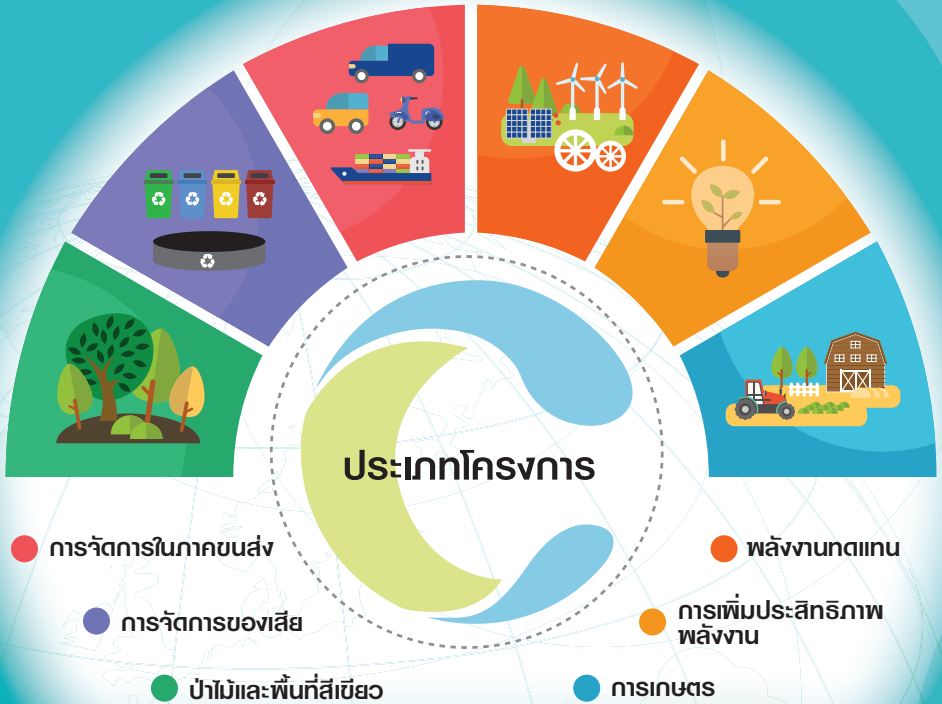 ประเภทโครงการ
การจัดการในภาคขนส่ง
การจัดการของเสีย
ป่าไม้และพื้นที่สีเขียว
พลังงานทดแทน
การเพิ่มประสิทธิภาพ
พลังงาน
การเกษตร